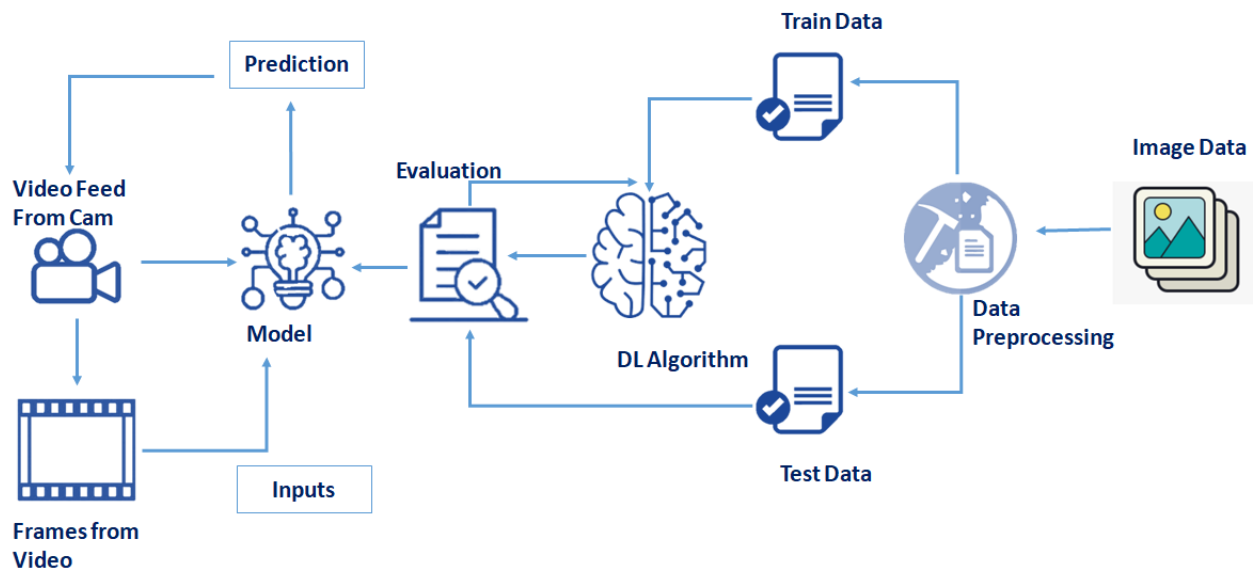 Train Data
Prediction
Image Data
Evaluation
Video Feed
From Cam
Data
Preprocessing
Model
DL Algorithm
Inputs
Test Data
Frames from
Video